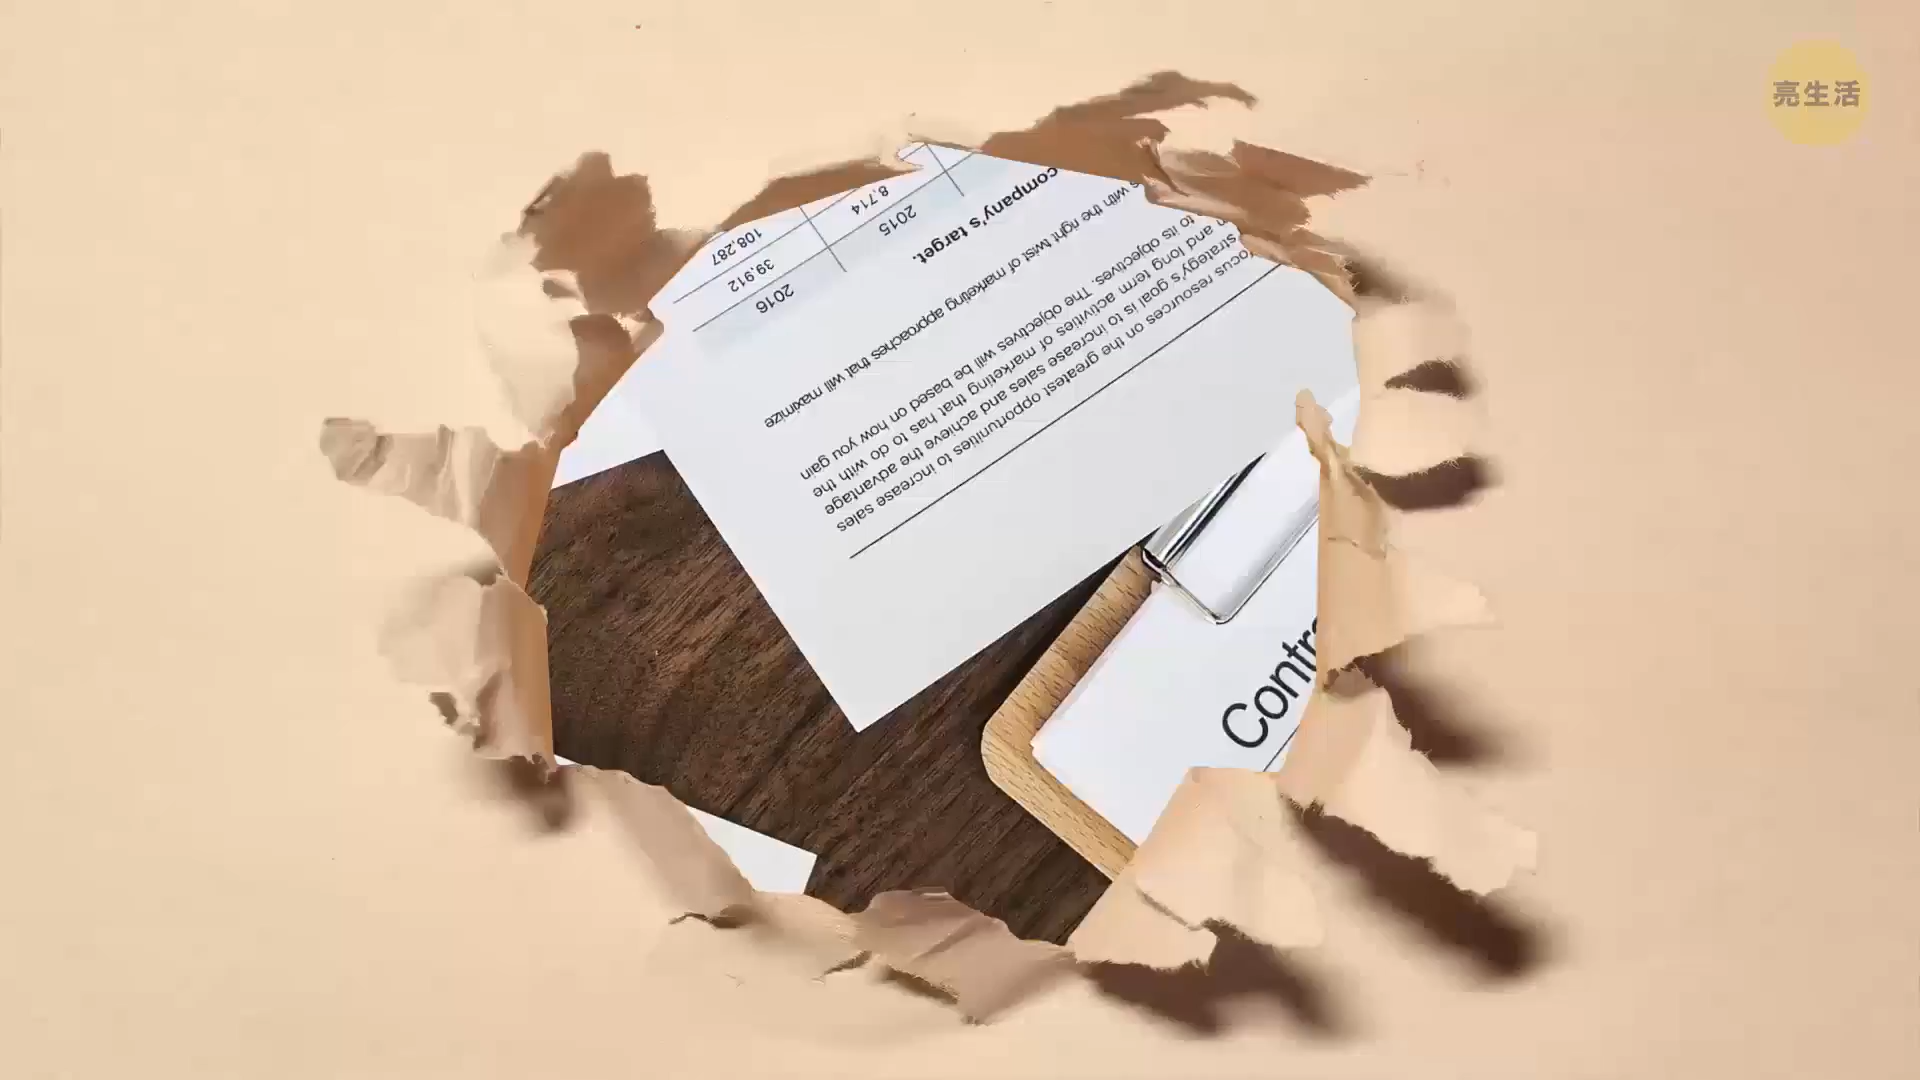 亮生活
company's target.
with the right twist of marketing approaches that will maximize
to its objectives. The objectives will be based on how you gain
and long term activities of marketing that has to do with the
strategy's goal is to increase sales and achieve the advantage
focus resources on the greatest opportunities to increase sales
2015
8,714
2016
39,912
108,287
Contr